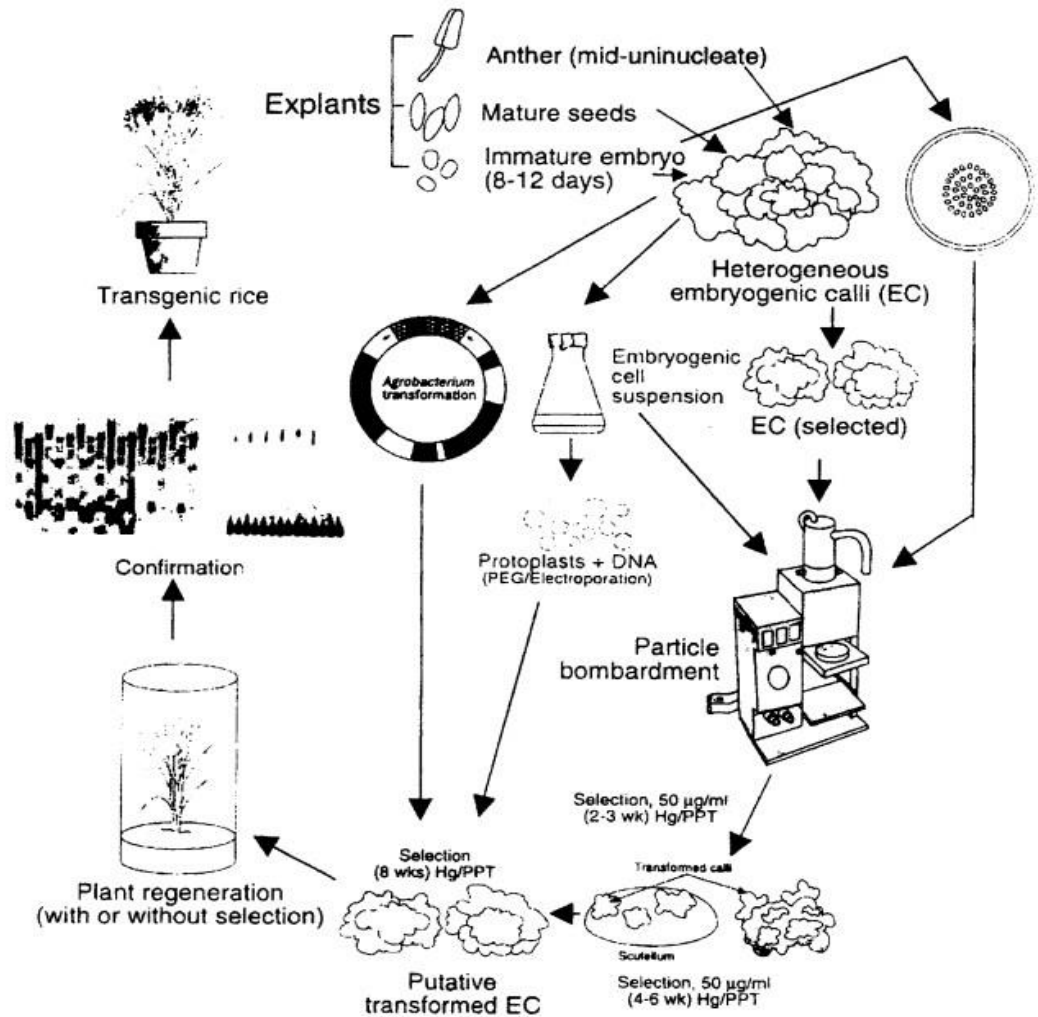 Anther (mid-uninucleate)
Explants
Mature seeds
Immature embryo
(8-12 days)
Heterogeneous
embryogenic calli (EC)
Transgenic rice
Agrobacterium
transformation
Embryogenic
cell
suspension
EC (selected)
Protoplasts + DNA
(PEG/Electroporation)
Confirmation
Particle
bombardment
Selection, 50 µg/ml
(2-3 wk) Hg/PPT
Selection
(8 wks) Hg/PPT
Transformed calli
Plant regeneration
(with or without selection)
Scutellum
Putative
transformed EC
Selection, 50 µg/ml
(4-6 wk) Hg/PPT